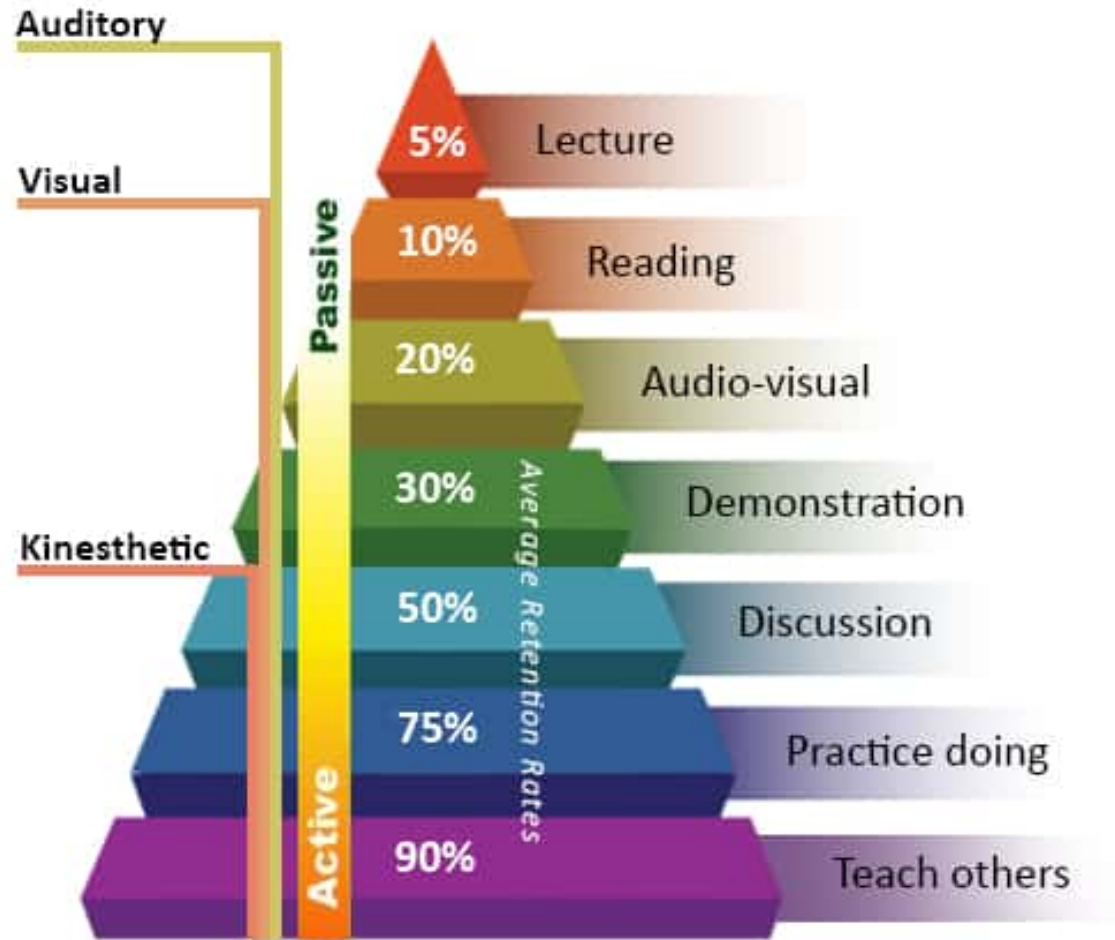 Auditory
Visual
Kinesthetic
Passive
Active
5%
Lecture
10%
Reading
20%
Audio-visual
30%
Demonstration
50%
Discussion
75%
Practice doing
90%
Teach others
Average Retention Rates